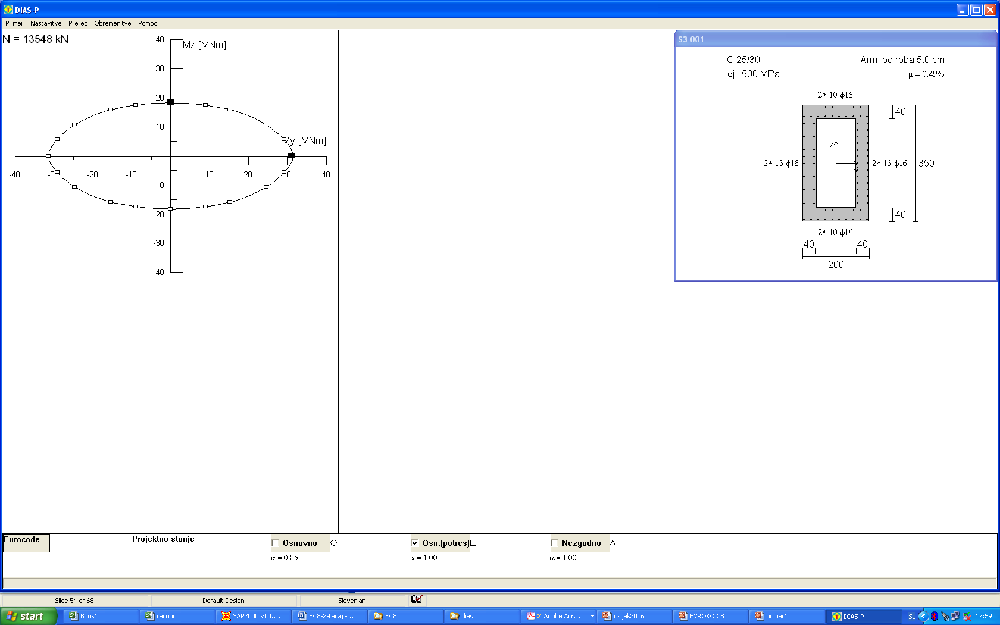 DIAS-P
Primer Nastavitve Prerez Obremenitve Pomoc
N = 13548 kN
Mz [MNm]
40
30
20
10
-10
-20
-30
-40
My [MNm]
-40 -30 -20 -10 10 20 30 40
S3-001
C 25/30 Arm. od roba 5.0 cm
σj 500 MPa μ = 0.49%
2* 10 ϕ16
40
Z
2* 13 ϕ16 2* 13 ϕ16 350
40
2* 10 ϕ16
40 40
200
Eurocode Projektno stanje Osnovno Osn.(potres) Nezgodno
α = 0.85 α = 1.00 α = 1.00
Slide 54 of 68 Default Design Slovenian
start Book1 racuni SAP2000 v10.... EC8-2-tecaj - ... EC8 dias 2 Adobe Acr... osijek2006 EVROKOD 8 primer1 DIAS-P SL 17:59